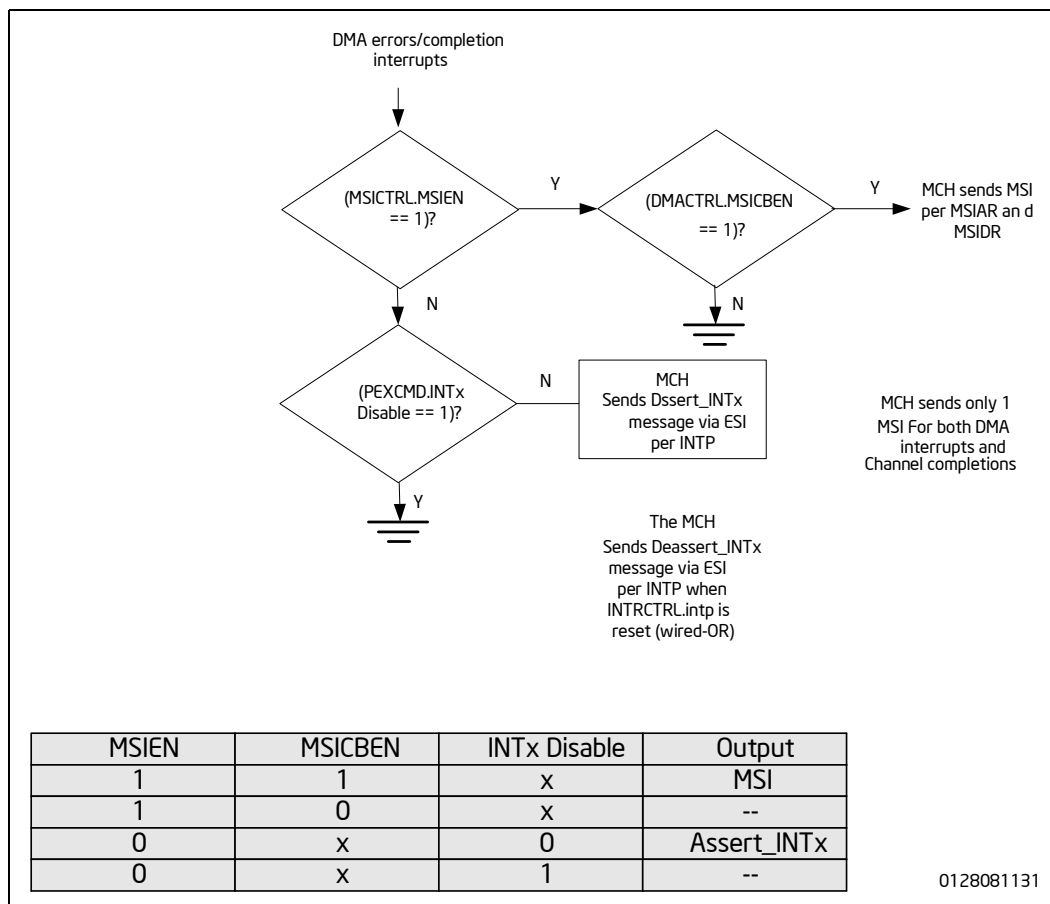 DMA errors/completion
interrupts
(MSICTRL.MSIEN
== 1)?
Y
(DMACTRL.MSICBEN
== 1)?
Y
MCH sends MSI
per MSIAR an d
MSIDR
N
N
(PEXCMD.INTx
Disable == 1)?
N
MCH
Sends Dssert_INTx
message via ESI
per INTP
MCH sends only 1
MSI For both DMA
interrupts and
Channel completions
Y
The MCH
Sends Deassert_INTx
message via ESI
per INTP when
INTRCTRL.intp is
reset (wired-OR)
MSIEN MSICBEN INTx Disable Output
1 1 x MSI
1 0 x --
0 x 0 Assert_INTx
0 x 1 --
0128081131